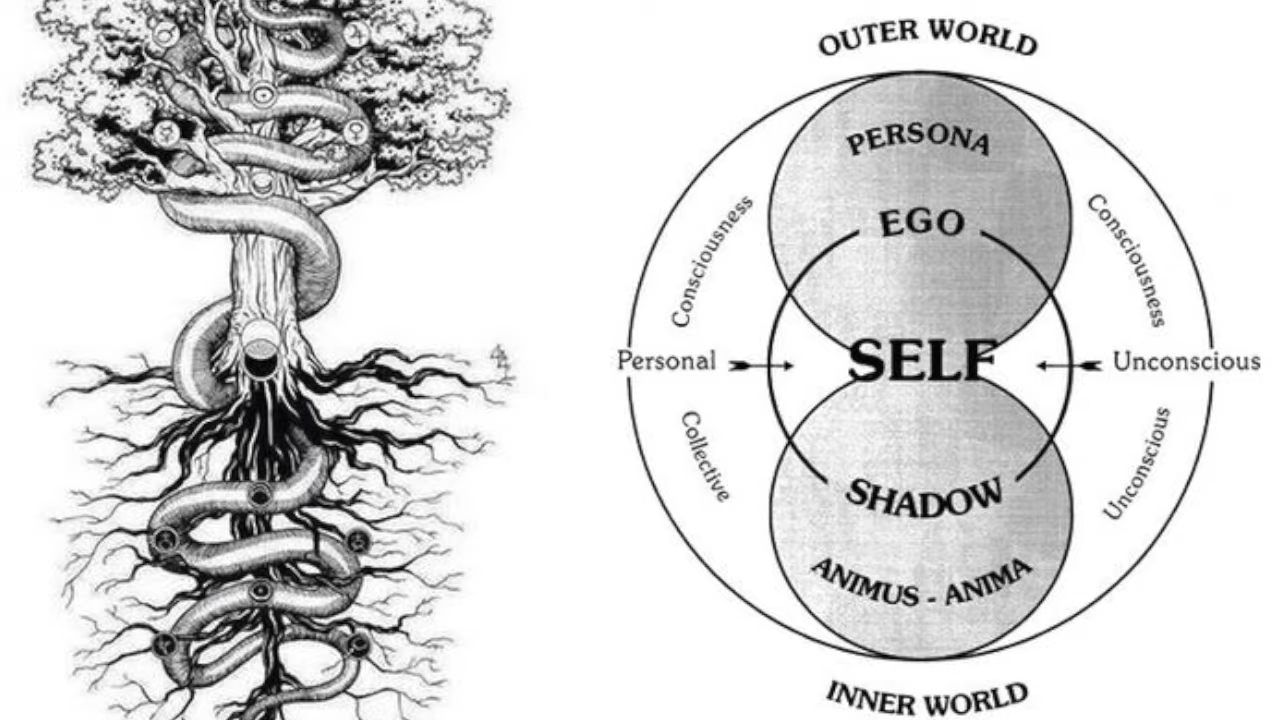 OUTER WORLD
PERSONA
EGO
Consciousness
Consciousness
SELF
Personal
Unconscious
Collective
Unconscious
SHADOW
ANIMUS - ANIMA
INNER WORLD